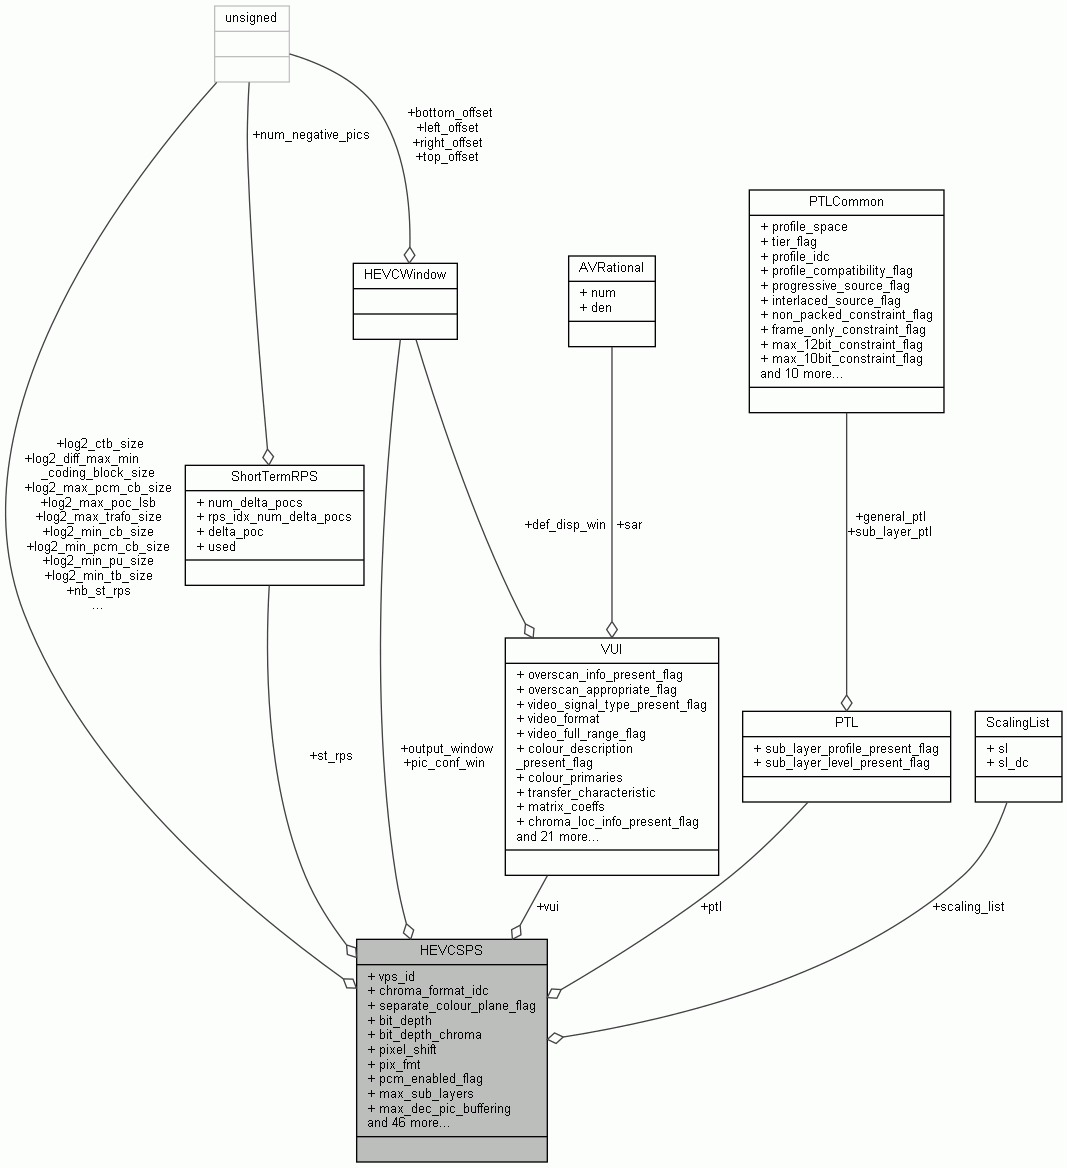 unsigned
+num_negative_pics
+bottom_offset
+left_offset
+right_offset
+top_offset
PTLCommon
+ profile_space
+ tier_flag
+ profile_idc
+ profile_compatibility_flag
+ progressive_source_flag
+ interlaced_source_flag
+ non_packed_constraint_flag
+ frame_only_constraint_flag
+ max_12bit_constraint_flag
+ max_10bit_constraint_flag
and 10 more...
HEVCWindow
AVRational
+ num
+ den
+log2_ctb_size
+log2_diff_max_min
_coding_block_size
+log2_max_pcm_cb_size
+log2_max_poc_lsb
+log2_max_trafo_size
+log2_min_cb_size
+log2_min_pcm_cb_size
+log2_min_pu_size
+log2_min_tb_size
+nb_st_rps
...
ShortTermRPS
+ num_delta_pocs
+ rps_idx_num_delta_pocs
+ delta_poc
+ used
+def_disp_win
+sar
+general_ptl
+sub_layer_ptl
VUI
+ overscan_info_present_flag
+ overscan_appropriate_flag
+ video_signal_type_present_flag
+ video_format
+ video_full_range_flag
+ colour_description
_present_flag
+ colour_primaries
+ transfer_characteristic
+ matrix_coeffs
+ chroma_loc_info_present_flag
and 21 more...
PTL
+ sub_layer_profile_present_flag
+ sub_layer_level_present_flag
ScalingList
+ sl
+ sl_dc
+st_rps
+output_window
+pic_conf_win
+vui
+ptl
+scaling_list
HEVCSPS
+ vps_id
+ chroma_format_idc
+ separate_colour_plane_flag
+ bit_depth
+ bit_depth_chroma
+ pixel_shift
+ pix_fmt
+ pcm_enabled_flag
+ max_sub_layers
+ max_dec_pic_buffering
and 46 more...